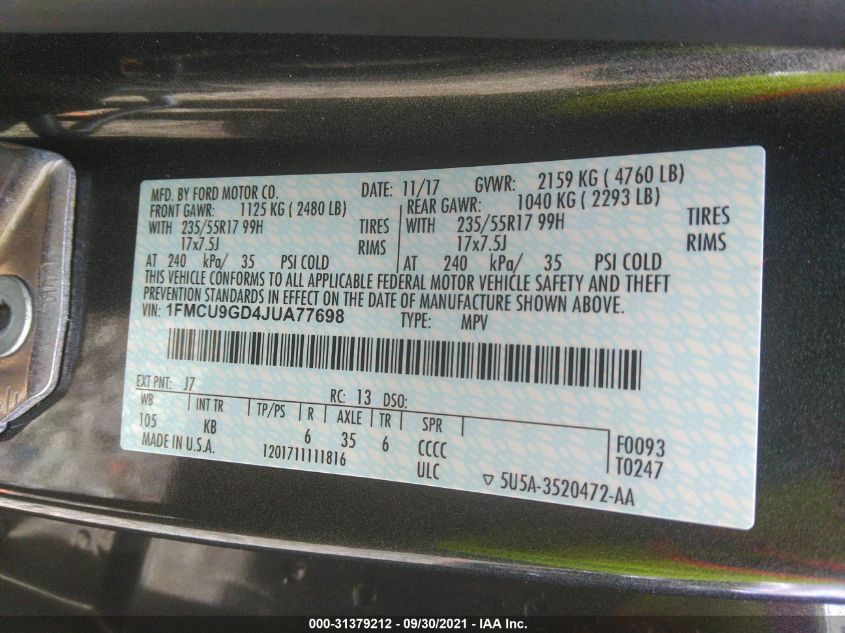 MFD. BY FORD MOTOR CO. DATE: 11/17 GVWR: 2159 KG ( 4760 LB)
FRONT GAWR: 1125 KG ( 2480 LB) REAR GAWR: 1040 KG ( 2293 LB)
WITH 235/55R17 99H TIRES WITH 235/55R17 99H TIRES
17x7.5J RIMS 17x7.5J RIMS
AT 240 kPa/ 35 PSI COLD AT 240 kPa/ 35 PSI COLD
THIS VEHICLE CONFORMS TO ALL APPLICABLE FEDERAL MOTOR VEHICLE SAFETY AND THEFT
PREVENTION STANDARDS IN EFFECT ON THE DATE OF MANUFACTURE SHOWN ABOVE.
VIN: 1FMCU9GD4JUA77698 TYPE: MPV
EXT PNT: J7 RC: 13 DSO:
WB INT TR TP/PS R AXLE TR SPR
105 KB 6 35 6 CCCC F0093
MADE IN U.S.A. 1201711111816 ULC T0247
▽ 5U5A-3520472-AA
000-31379212 - 09/30/2021 - IAA Inc.